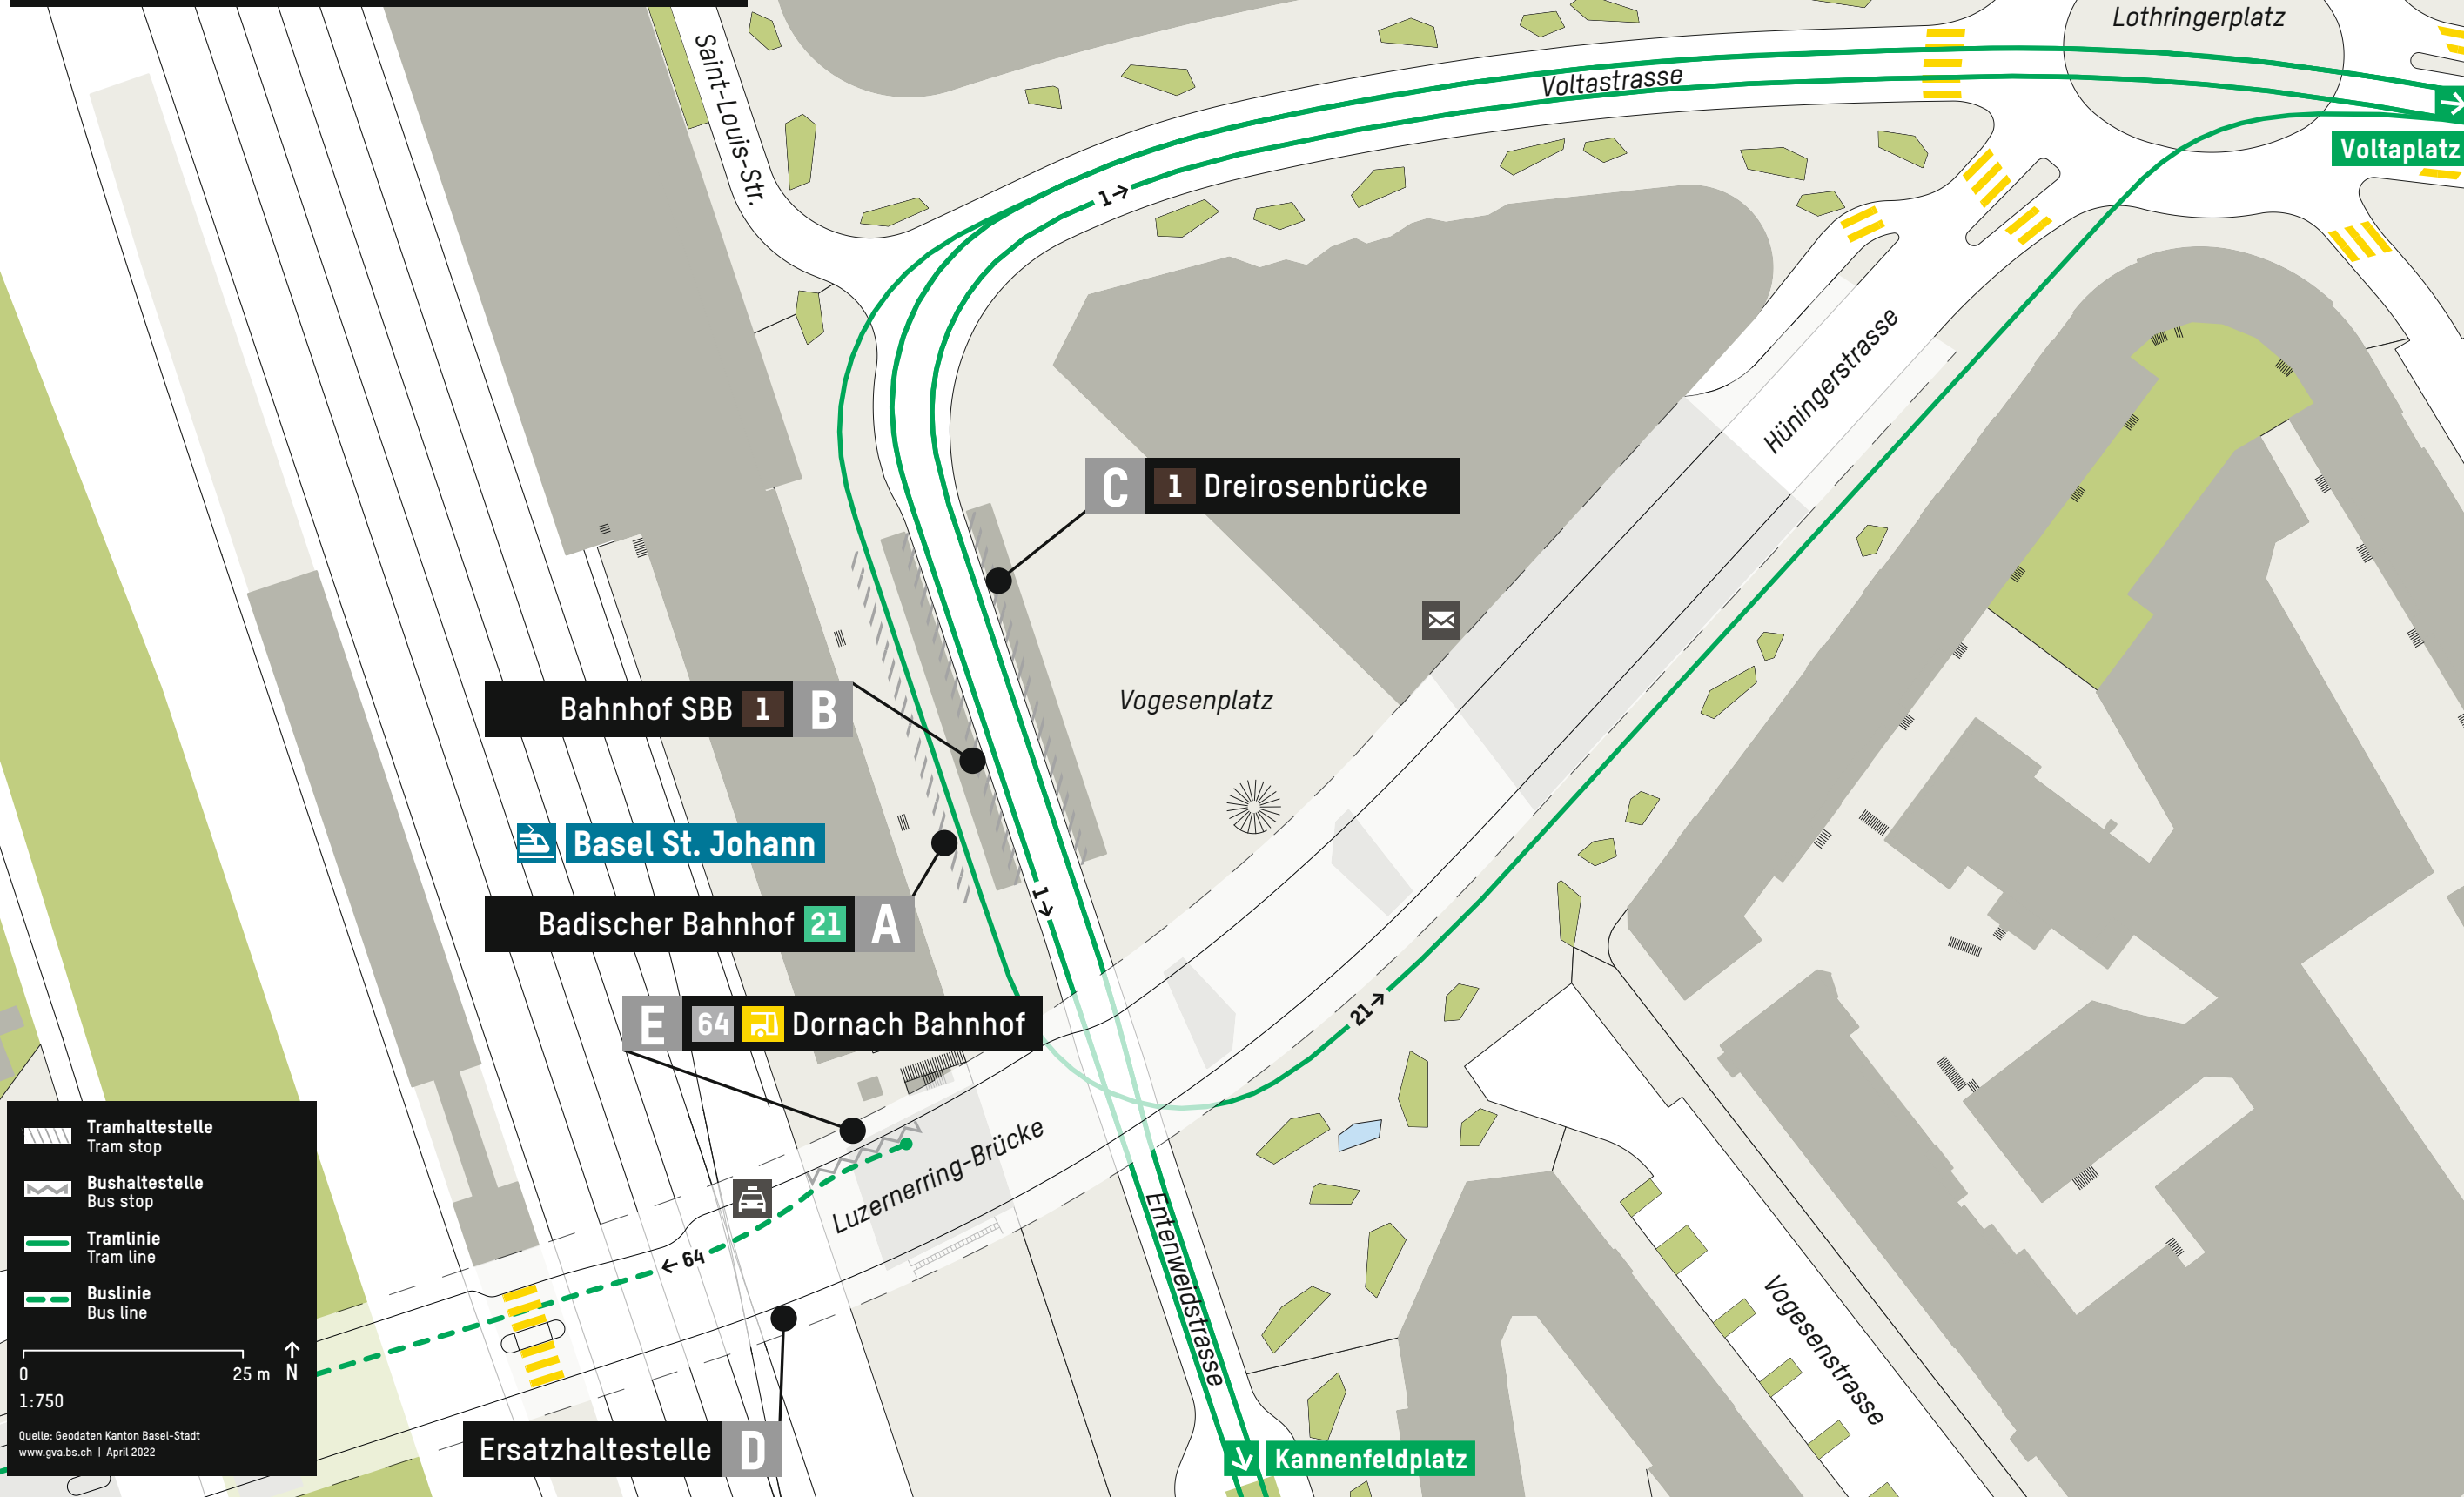 Lothringerplatz
Saint-Louis-Str.
Voltastrasse
Voltaplatz
1
Hüningerstrasse
C 1 Dreirosenbrücke
Bahnhof SBB 1 B
Vogesenplatz
Basel St. Johann
1
Badischer Bahnhof 21 A
21
E 64 Dornach Bahnhof
Luzernerring-Brücke
64
Entenweidstrasse
Vogesenstrasse
Ersatzhaltestelle D
Kannenfeldplatz
Tramhaltestelle
Tram stop
Bushaltestelle
Bus stop
Tramlinie
Tram line
Buslinie
Bus line
0 25 m N
1:750
Quelle: Geodaten Kanton Basel-Stadt
www.gva.bs.ch | April 2022